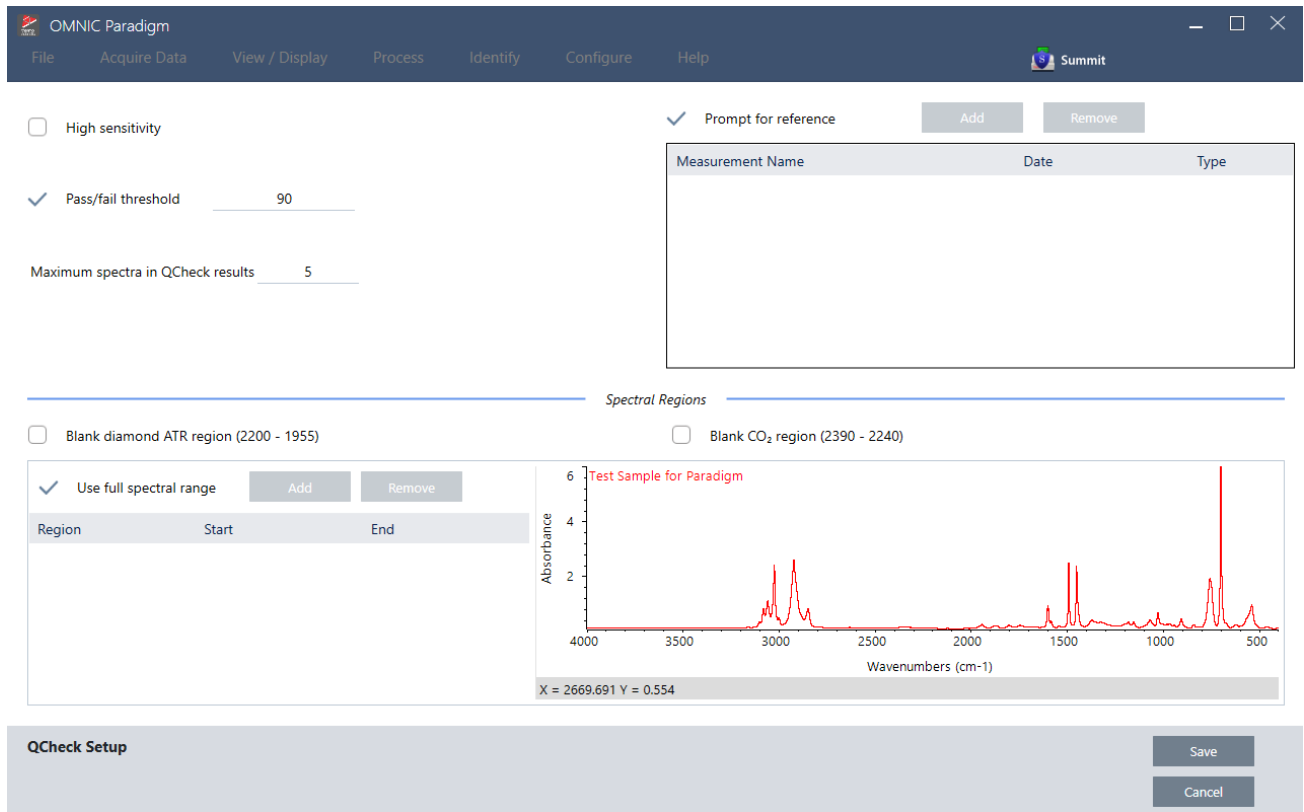 OMNIC Paradigm
File Acquire Data View / Display Process Identify Configure Help
Summit
High sensitivity
Pass/fail threshold 90
Maximum spectra in QCheck results 5
Prompt for reference Add Remove
Measurement Name Date Type
Spectral Regions
Blank diamond ATR region (2200 - 1955)
Blank CO₂ region (2390 - 2240)
Use full spectral range Add Remove
Region Start End
Test Sample for Paradigm
Absorbance
6
4
2
4000 3500 3000 2500 2000 1500 1000 500
Wavenumbers (cm-1)
X = 2669.691 Y = 0.554
QCheck Setup
Save
Cancel